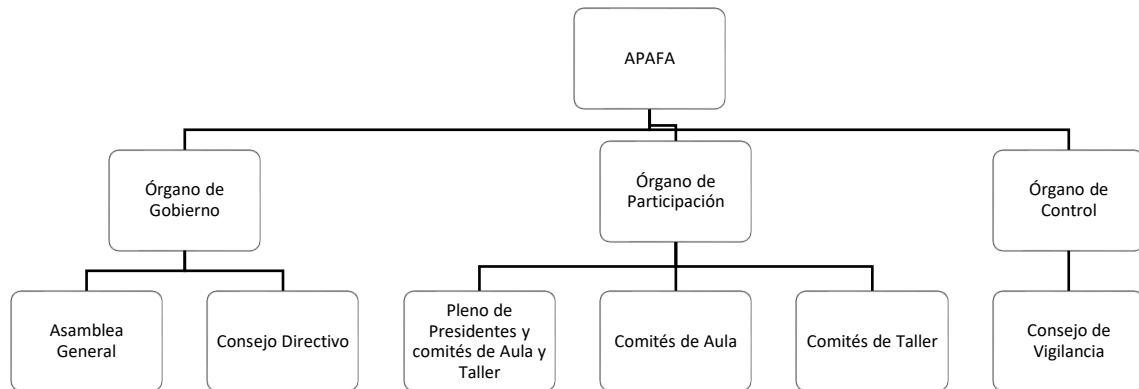 APAFA
Órgano de
Gobierno
Órgano de
Participación
Órgano de
Control
Asamblea
General
Consejo Directivo
Pleno de
Presidentes y
comités de Aula y
Taller
Comités de Aula
Comités de Taller
Consejo de
Vigilancia